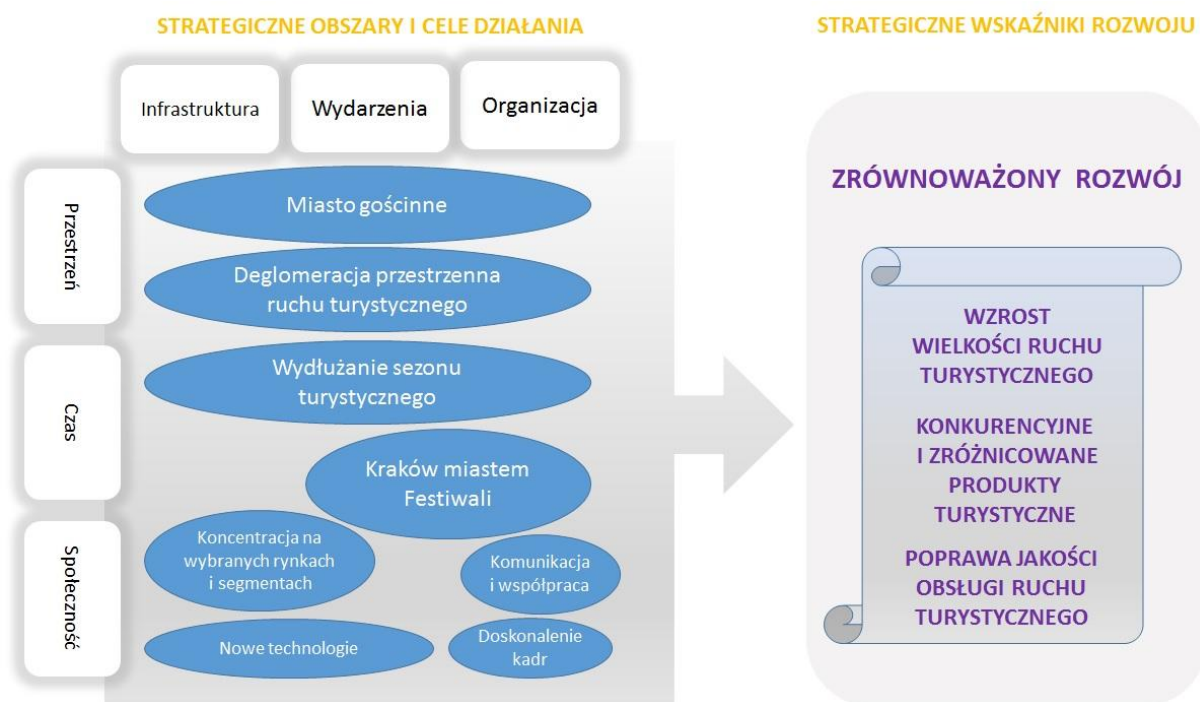 STRATEGICZNE OBSZARY I CELE DZIAŁANIA
Infrastruktura
Wydarzenia
Organizacja
Przestrzeń
Miasto gościnne
Deglomeracja przestrzenna
ruchu turystycznego
Czas
Wydłużanie sezonu
turystycznego
Kraków miastem
Festiwali
Społeczność
Koncentracja na
wybranych rynkach
i segmentach
Komunikacja
i współpraca
Nowe technologie
Doskonalenie
kadr
STRATEGICZNE WSKAŹNIKI ROZWOJU
ZRÓWNOWAŻONY ROZWÓJ
WZROST
WIELKOŚCI RUCHU
TURYSTYCZNEGO
KONKURENCYJNE
I ZRÓŻNICOWANE
PRODUKTY
TURYSTYCZNE
POPRAWA JAKOŚCI
OBSŁUGI RUCHU
TURYSTYCZNEGO